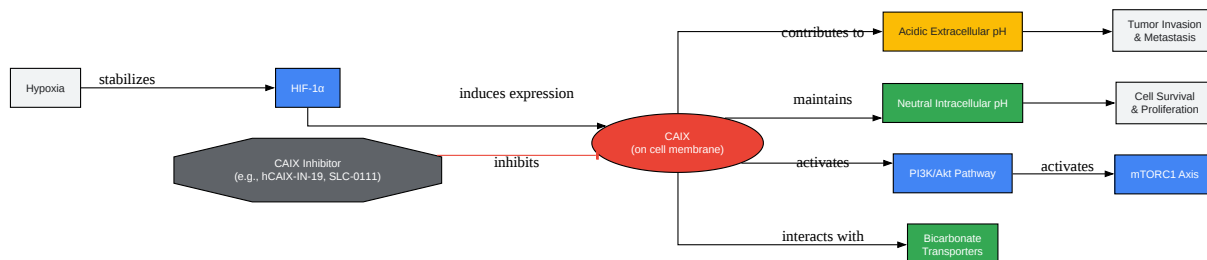 contributes to
Acidic Extracellular pH
Tumor Invasion
& Metastasis
Hypoxia
stabilizes
HIF-1α
induces expression
maintains
Neutral Intracellular pH
Cell Survival
& Proliferation
CAIX
(on cell membrane)
CAIX Inhibitor
(e.g., hCAIX-IN-19, SLC-0111)
inhibits
activates
PI3K/Akt Pathway
activates
mTORC1 Axis
interacts with
Bicarbonate
Transporters